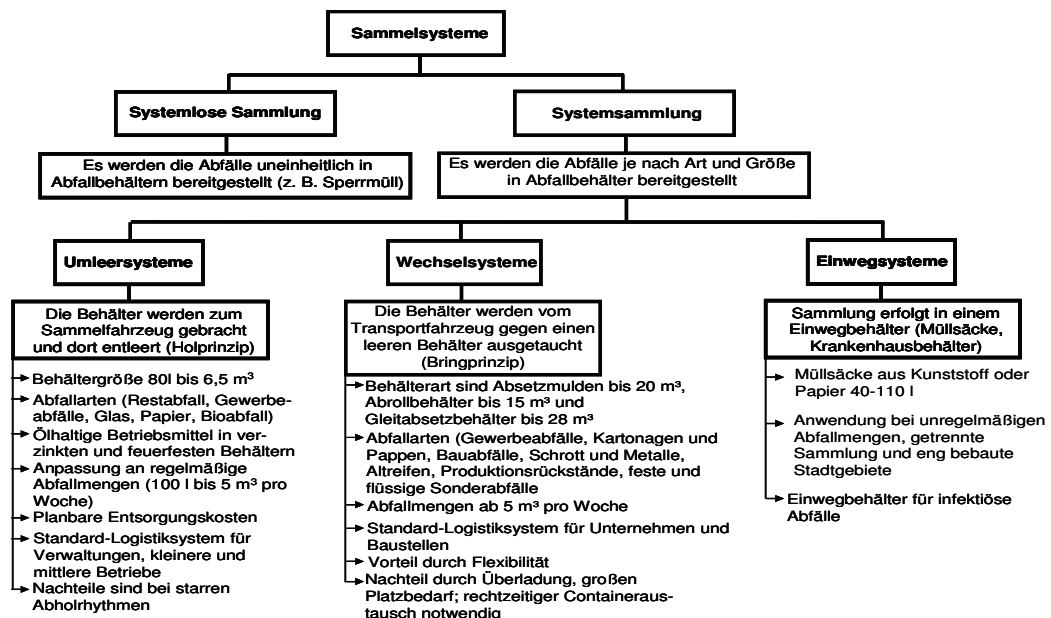 Sammelsysteme
Systemlose Sammlung
Systemsammlung
Es werden die Abfälle uneinheitlich in
Abfallbehältern bereitgestellt (z. B. Sperrmüll)
Es werden die Abfälle je nach Art und Größe
in Abfallbehälter bereitgestellt
Umleersysteme
Wechselsysteme
Einwegsysteme
Die Behälter werden zum
Sammelfahrzeug gebracht
und dort entleert (Holprinzip)
Behältergröße 80l bis 6,5 m³
Abfallarten (Restabfall, Gewerbe-
abfälle, Glas, Papier, Bioabfall)
Ölhaltige Betriebsmittel in ver-
zinkten und feuerfesten Behältern
Anpassung an regelmäßige
Abfallmengen (100 l bis 5 m³ pro
Woche)
Planbare Entsorgungskosten
Standard-Logistiksystem für
Verwaltungen, kleinere und
mittlere Betriebe
Nachteile sind bei starren
Abholrhythmen
Die Behälter werden vom
Transportfahrzeug gegen einen
leeren Behälter ausgetaucht
(Bringprinzip)
Behälterart sind Absetzmulden bis 20 m³,
Abrollbehälter bis 15 m³ und
Gleitabsetzbehälter bis 28 m³
Abfallarten (Gewerbeabfälle, Kartonagen und
Pappen, Bauabfälle, Schrott und Metalle,
Altreifen, Produktionsrückstände, feste und
flüssige Sonderabfälle
Abfallmengen ab 5 m³ pro Woche
Standard-Logistiksystem für Unternehmen und
Baustellen
Vorteil durch Flexibilität
Nachteil durch Überladung, großen
Platzbedarf; rechtzeitiger Containeraus-
tausch notwendig
Sammlung erfolgt in einem
Einwegbehälter (Müllsäcke,
Krankenhausbehälter)
Müllsäcke aus Kunststoff oder
Papier 40-110 l
Anwendung bei unregelmäßigen
Abfallmengen, getrennte
Sammlung und eng bebaute
Stadtgebiete
Einwegbehälter für infektiöse
Abfälle